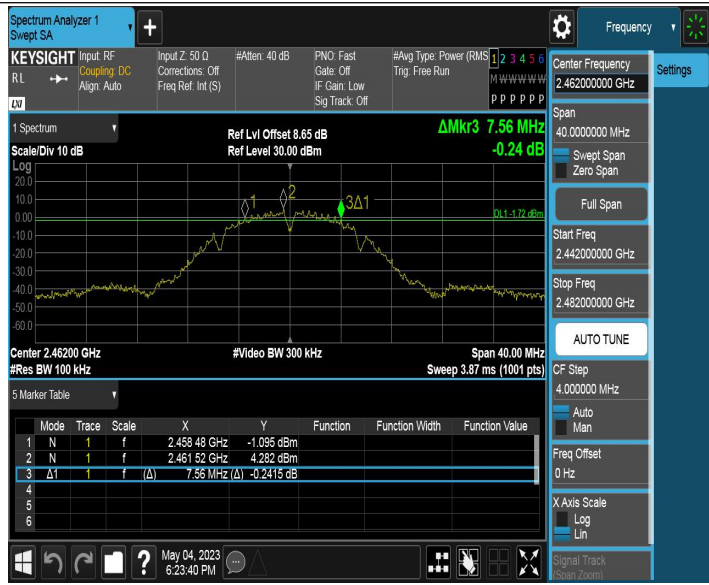 Spectrum Analyzer 1
Swept SA
Frequency
KEYSIGHT
RL
LXI
Input: RF
Coupling: DC
Align: Auto
Input Z: 50 Ω
Corrections: Off
Freq Ref: Int (S)
#Atten: 40 dB
PNO: Fast
Gate: Off
IF Gain: Low
Sig Track: Off
#Avg Type: Power (RMS
Trig: Free Run
1 2 3 4 5 6
M W W W W W
P P P P P P
Center Frequency
2.462000000 GHz
Settings
Span
40.0000000 MHz
Swept Span
Zero Span
Full Span
Start Freq
2.442000000 GHz
Stop Freq
2.482000000 GHz
AUTO TUNE
CF Step
4.000000 MHz
Auto
Man
Freq Offset
0 Hz
X Axis Scale
Log
Lin
Signal Track
(Span Zoom)
1 Spectrum
Scale/Div 10 dB
Ref Lvl Offset 8.65 dB
Ref Level 30.00 dBm
ΔMkr3 7.56 MHz
-0.24 dB
Log
20.0
10.0
0.00
-10.0
-20.0
-30.0
-40.0
-50.0
-60.0
1
2
3Δ1
DL1 -1.72 dBm
Center 2.46200 GHz
#Video BW 300 kHz
Span 40.00 MHz
#Res BW 100 kHz
Sweep 3.87 ms (1001 pts)
5 Marker Table
Mode Trace Scale X Y Function Function Width Function Value
1 N 1 f 2.458 48 GHz -1.095 dBm
2 N 1 f 2.461 52 GHz 4.282 dBm
3 Δ1 1 f (Δ) 7.56 MHz (Δ) -0.2415 dB
4
5
6
?
May 04, 2023
6:23:40 PM